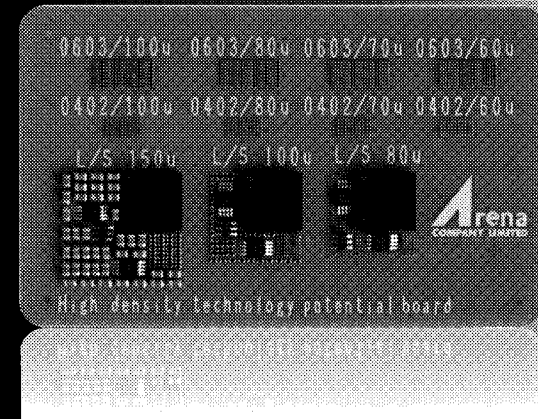 0603/100u 0603/80u 0603/70u 0603/60u
0402/100u 0402/80u 0402/70u 0402/60u
L/S 150u L/S 100u L/S 80u
Arena
COMPANY LIMITED
High density technology potential board